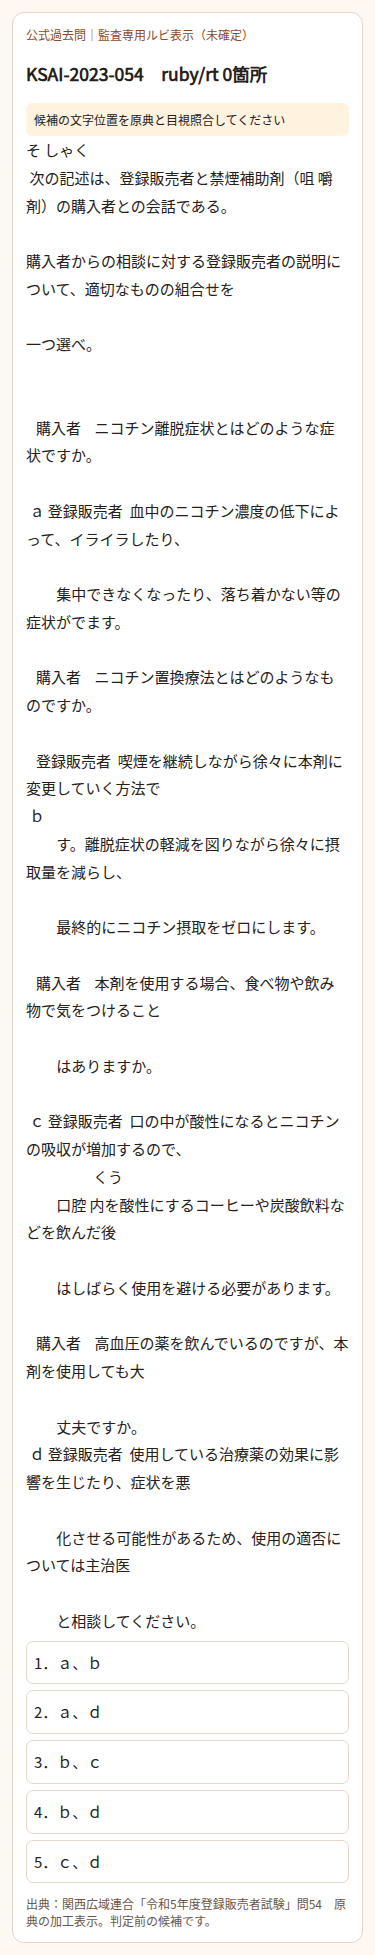 公式過去問｜監査専用ルビ表示（未確定）
KSAI-2023-054　ruby/rt 0箇所
候補の文字位置を原典と目視照合してください
そ しゃく
次の記述は、登録販売者と禁煙補助剤（咀 嚼
剤）の購入者との会話である。
購入者からの相談に対する登録販売者の説明に
ついて、適切なものの組合せを
一つ選べ。
購入者　ニコチン離脱症状とはどのような症
状ですか。
ａ 登録販売者 血中のニコチン濃度の低下によ
って、イライラしたり、
集中できなくなったり、落ち着かない等の
症状がでます。
購入者　ニコチン置換療法とはどのようなも
のですか。
登録販売者 喫煙を継続しながら徐々に本剤に
変更していく方法で
ｂ
す。離脱症状の軽減を図りながら徐々に摂
取量を減らし、
最終的にニコチン摂取をゼロにします。
購入者　本剤を使用する場合、食べ物や飲み
物で気をつけること
はありますか。
ｃ 登録販売者 口の中が酸性になるとニコチン
の吸収が増加するので、
くう
口腔 内を酸性にするコーヒーや炭酸飲料な
どを飲んだ後
はしばらく使用を避ける必要があります。
購入者　高血圧の薬を飲んでいるのですが、本
剤を使用しても大
丈夫ですか。
ｄ 登録販売者 使用している治療薬の効果に影
響を生じたり、症状を悪
化させる可能性があるため、使用の適否に
ついては主治医
と相談してください。
1．ａ、ｂ
2．ａ、ｄ
3．ｂ、ｃ
4．ｂ、ｄ
5．ｃ、ｄ
出典：関西広域連合「令和5年度登録販売者試験」問54　原
典の加工表示。判定前の候補です。